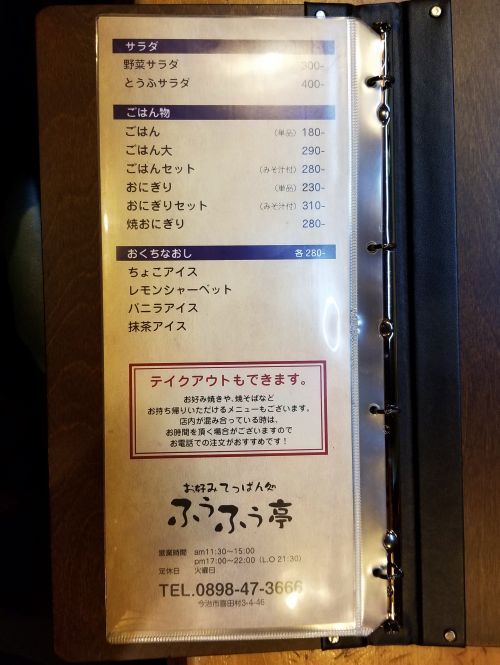 サラダ
野菜サラダ 300-
とうふサラダ 400-
ごはん物
ごはん (単品) 180-
ごはん大 290-
ごはんセット (みそ汁付) 280-
おにぎり (単品) 230-
おにぎりセット (みそ汁付) 310-
焼おにぎり 280-
おくちなおし 各280-
ちょこアイス
レモンシャーベット
バニラアイス
抹茶アイス
テイクアウトもできます。
お好み焼きや、焼そばなど
お持ち帰りいただけるメニューもございます。
店内が混み合っている時は、
お時間を頂く場合がございますので
お電話での注文がおすすめです!
お好みてっぱん処
ふうふう亭
営業時間 am11:30〜15:00
pm17:00〜22:00 (L.O 21:30)
定休日 火曜日
TEL.0898-47-3666
今治市喜田村3-4-46